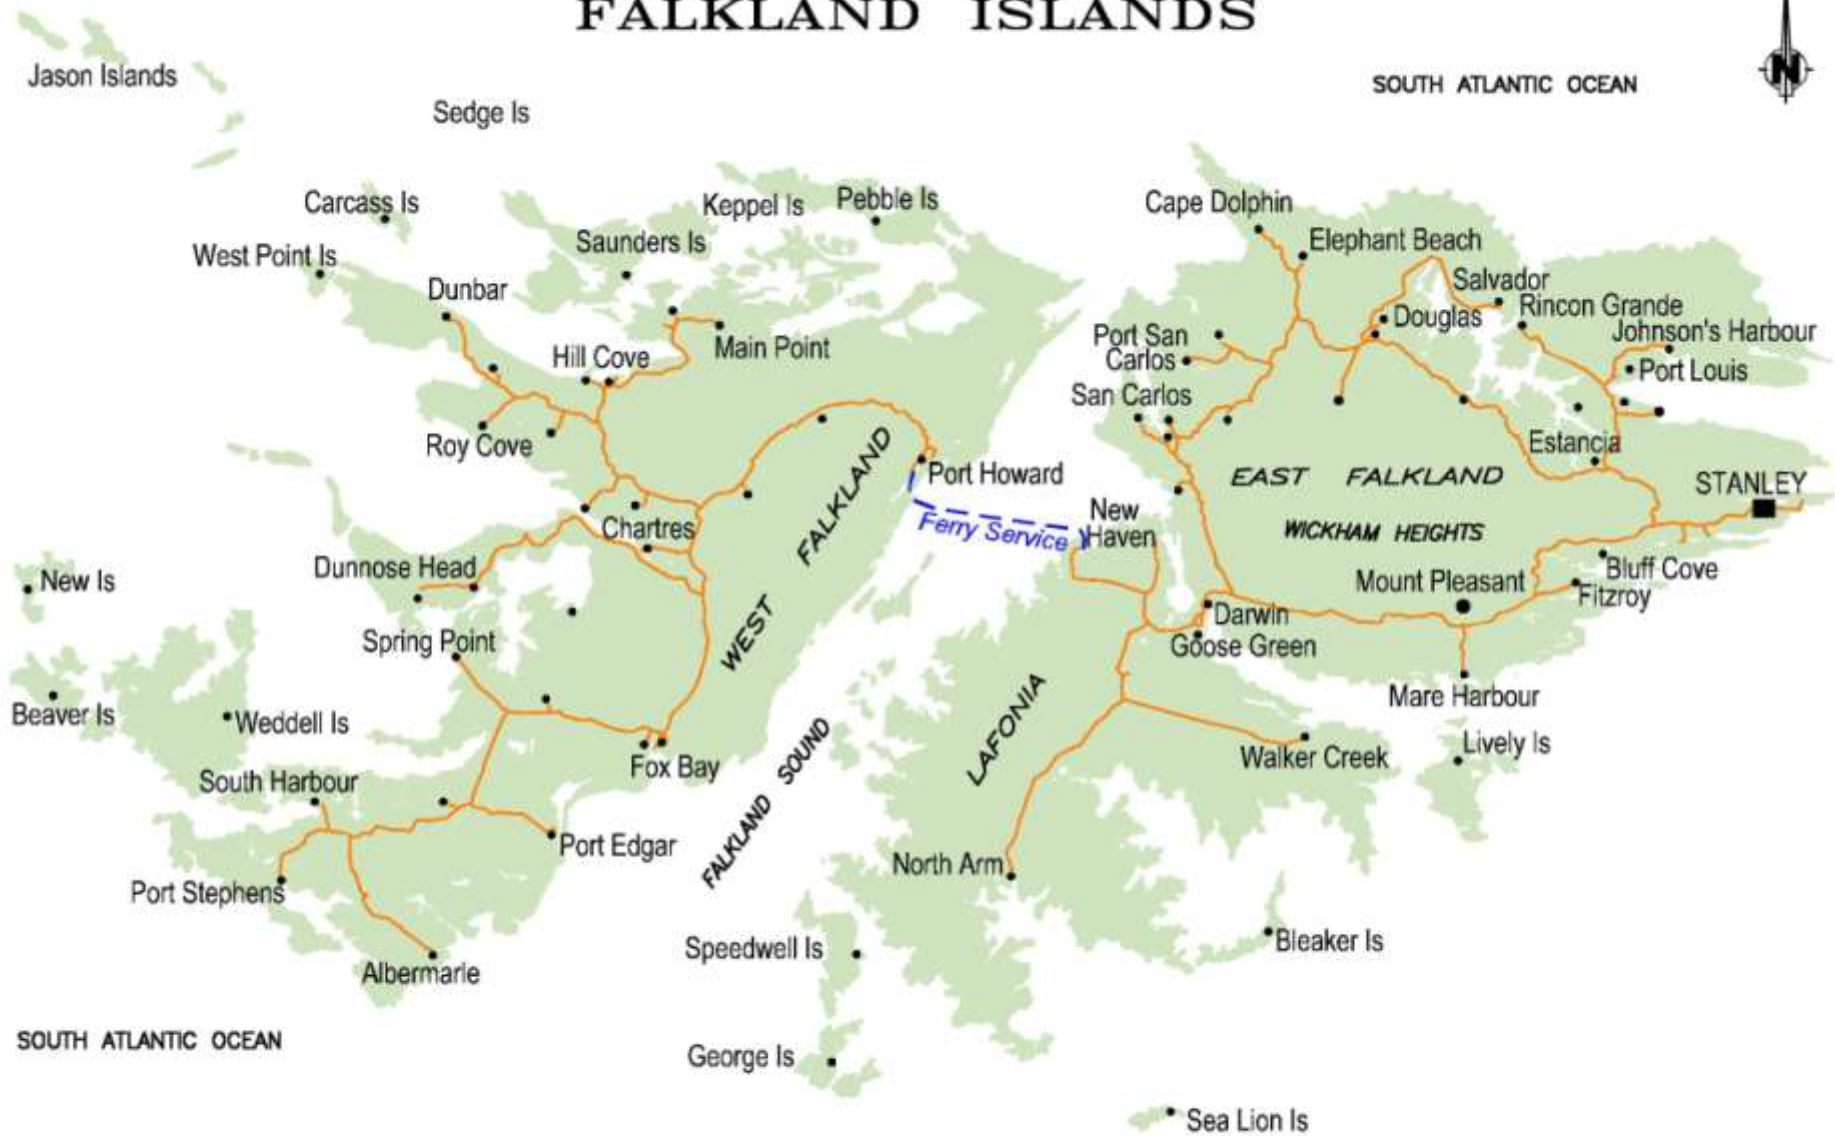 FALKLAND ISLANDS
N
Jason Islands
SOUTH ATLANTIC OCEAN
Sedge Is
Carcass Is
Keppel Is
Pebble Is
Cape Dolphin
West Point Is
Saunders Is
Elephant Beach
Dunbar
Salvador
Rincon Grande
Douglas
Johnson's Harbour
Port San
Carlos
Hill Cove
Main Point
Port Louis
San Carlos
Roy Cove
Estancia
Port Howard
EAST FALKLAND
STANLEY
New
Haven
Ferry Service
Chartres
WICKHAM HEIGHTS
WEST FALKLAND
Dunnose Head
New Is
Mount Pleasant
Bluff Cove
Fitzroy
Darwin
Goose Green
Spring Point
Beaver Is
Weddell Is
Mare Harbour
LAFONIA
Lively Is
Walker Creek
Fox Bay
FALKLAND SOUND
South Harbour
Port Edgar
North Arm
Port Stephens
Speedwell Is
Bleaker Is
Albermarle
SOUTH ATLANTIC OCEAN
George Is
Sea Lion Is